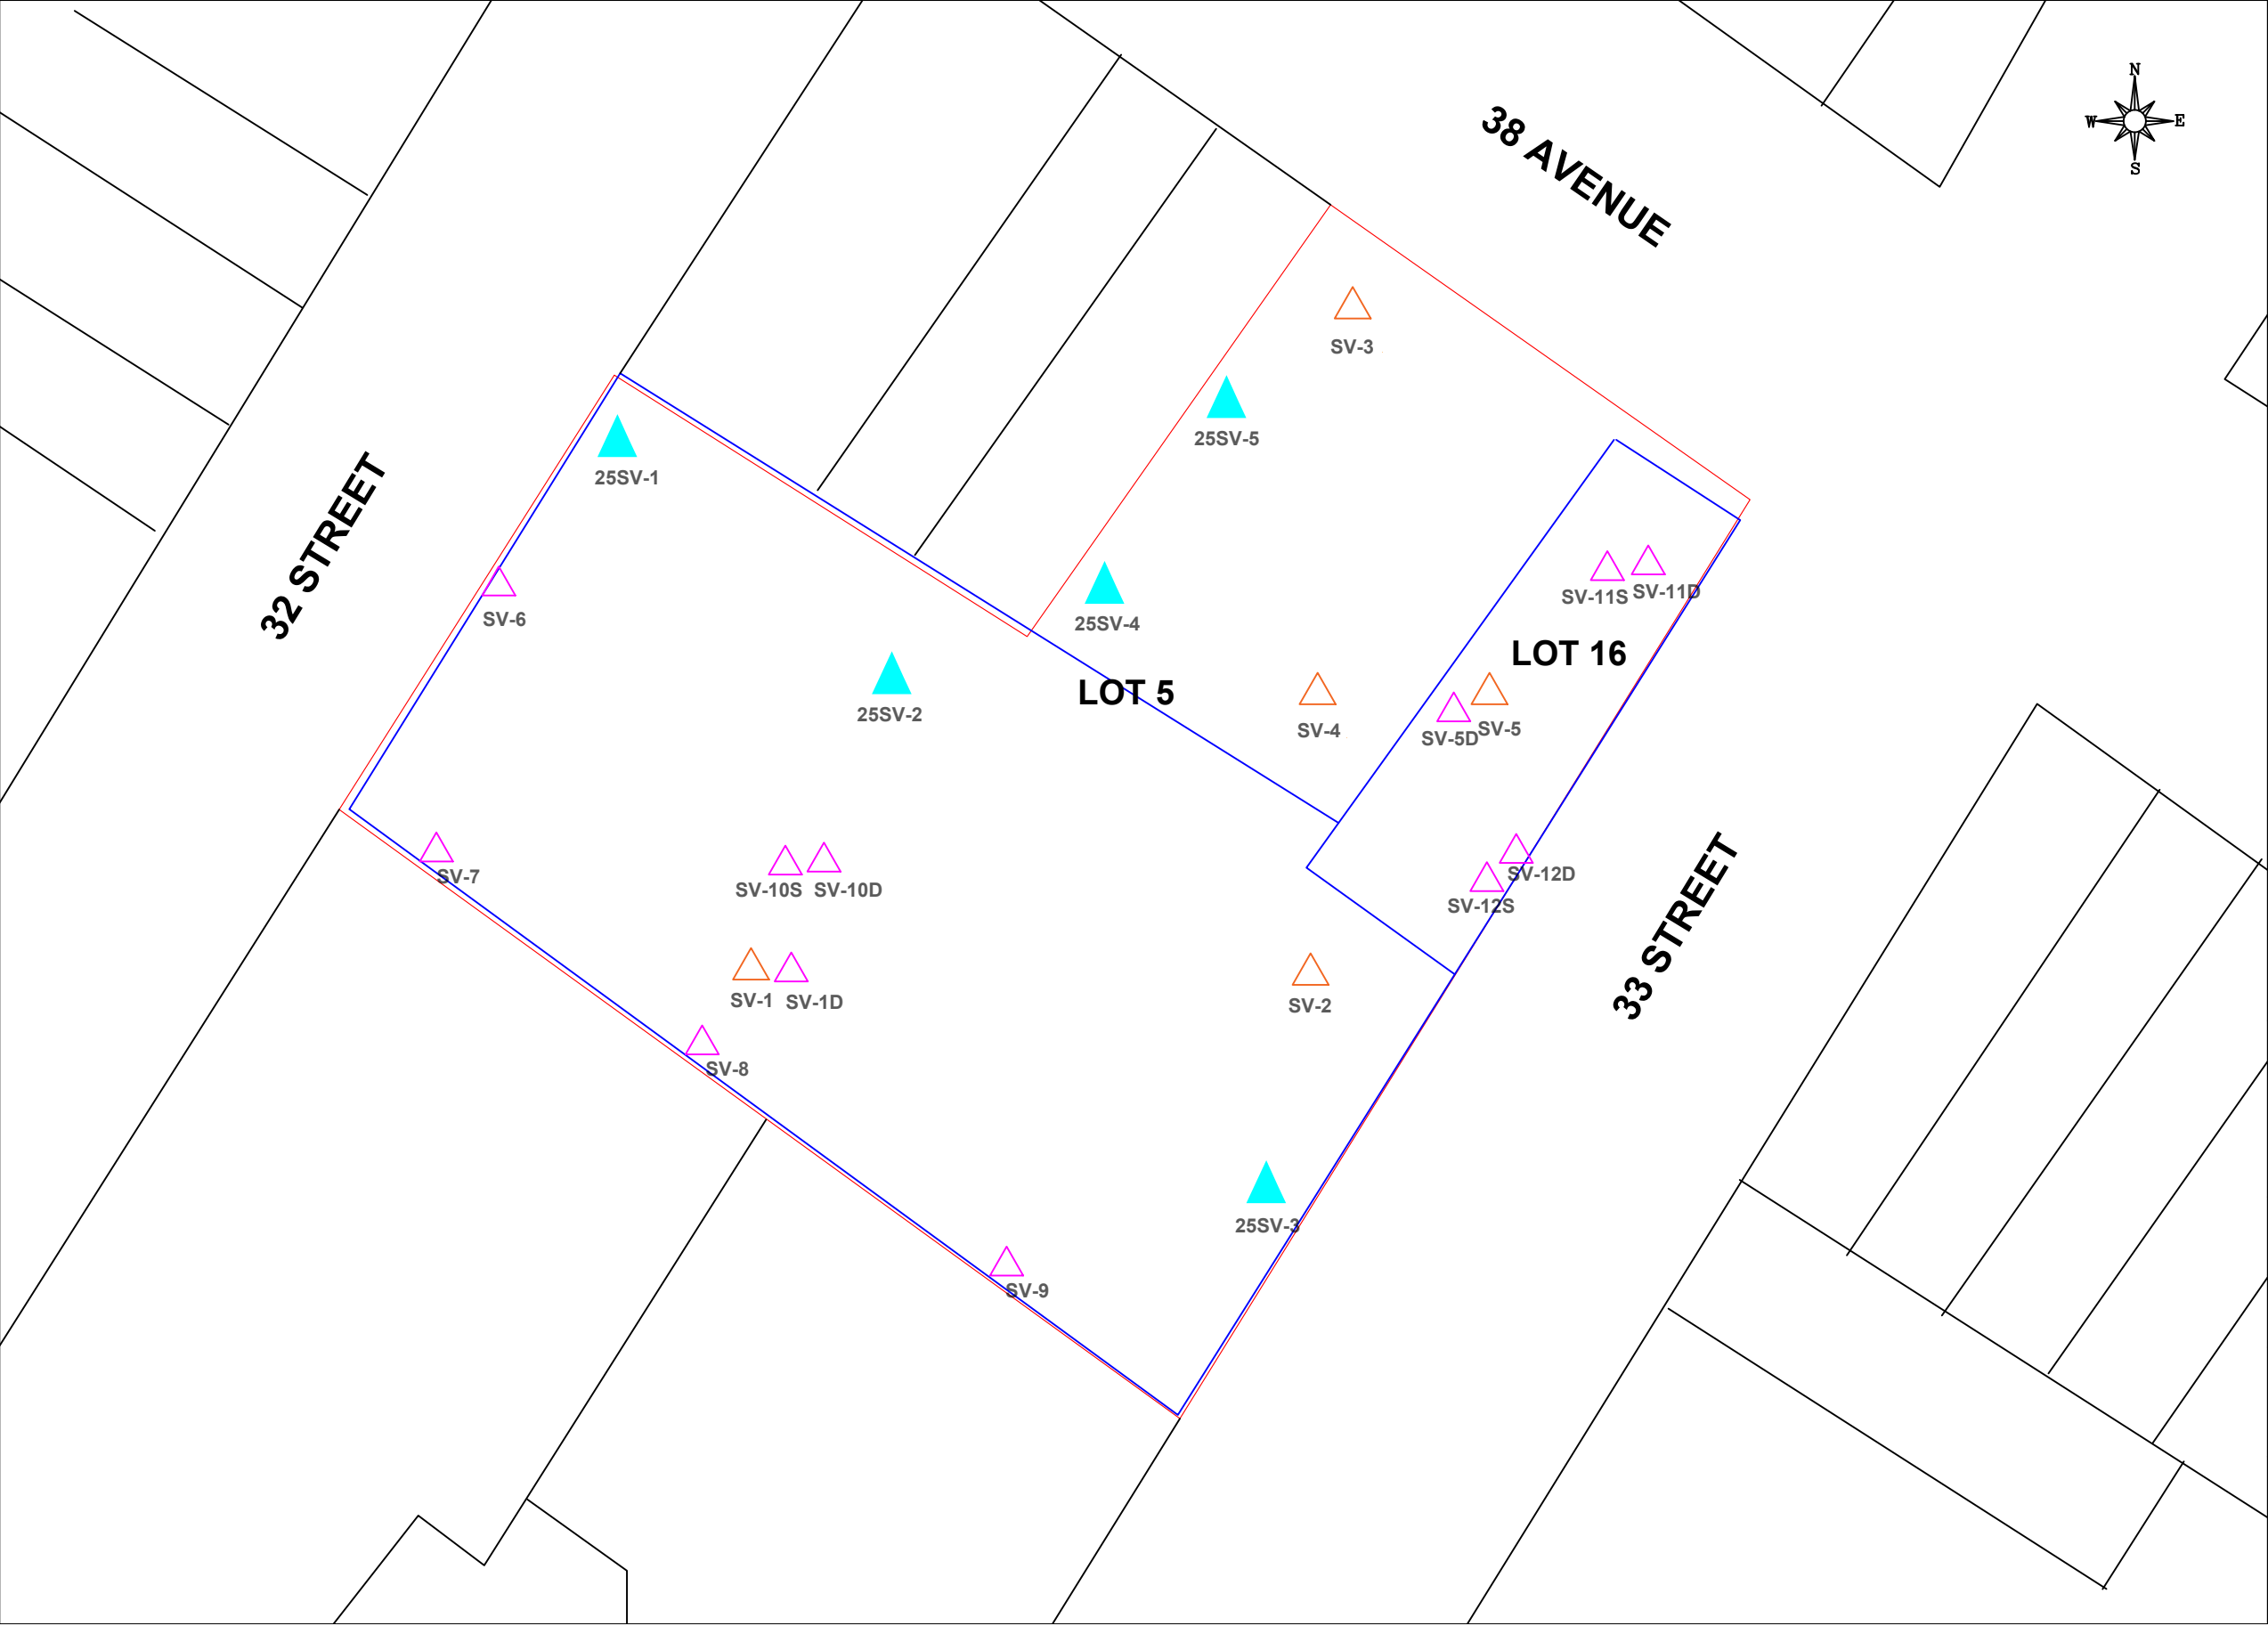 N
W
E
S
38 AVENUE
SV-3
25SV-5
25SV-1
32 STREET
SV-6
25SV-4
SV-11S
SV-11D
LOT 16
LOT 5
25SV-2
SV-4
SV-5D
SV-5
SV-7
SV-10S
SV-10D
SV-12D
SV-12S
33 STREET
SV-1
SV-1D
SV-2
SV-8
25SV-3
SV-9